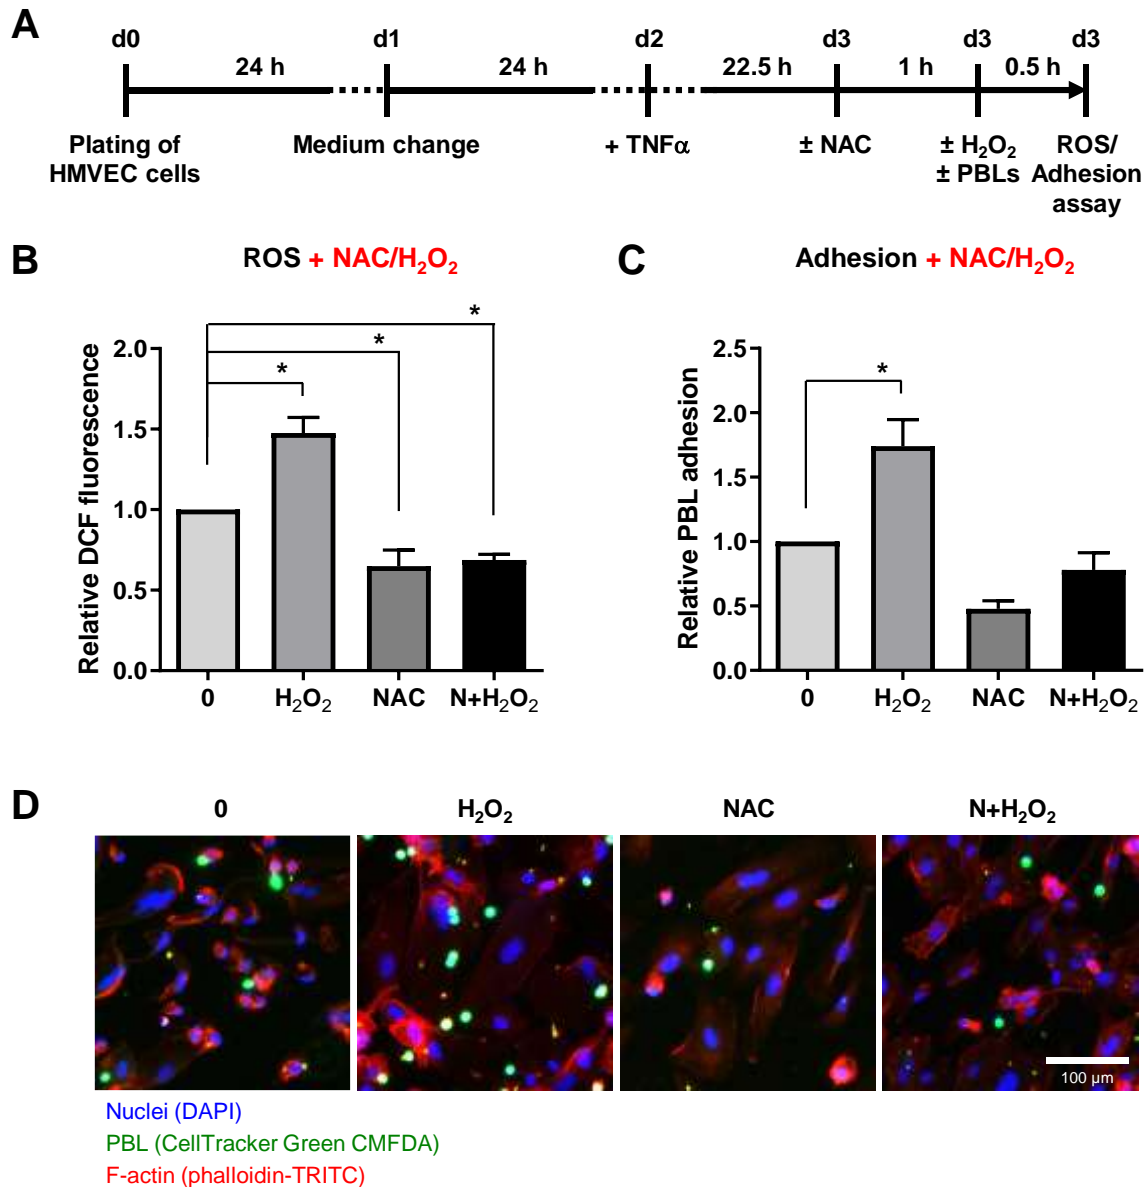 A
d0 d1 d2 d3 d3 d3
24 h 24 h 22.5 h 1 h 0.5 h
Plating of
HMVEC cells
Medium change
+ TNFα
± NAC
± H₂O₂
± PBLs
ROS/
Adhesion
assay
B
ROS + NAC/H₂O₂
* * *
Relative DCF fluorescence
2.0
1.5
1.0
0.5
0.0
0 H₂O₂ NAC N+H₂O₂
C
Adhesion + NAC/H₂O₂
*
Relative PBL adhesion
2.5
2.0
1.5
1.0
0.5
0.0
0 H₂O₂ NAC N+H₂O₂
D
0 H₂O₂ NAC N+H₂O₂
100 µm
Nuclei (DAPI)
PBL (CellTracker Green CMFDA)
F-actin (phalloidin-TRITC)